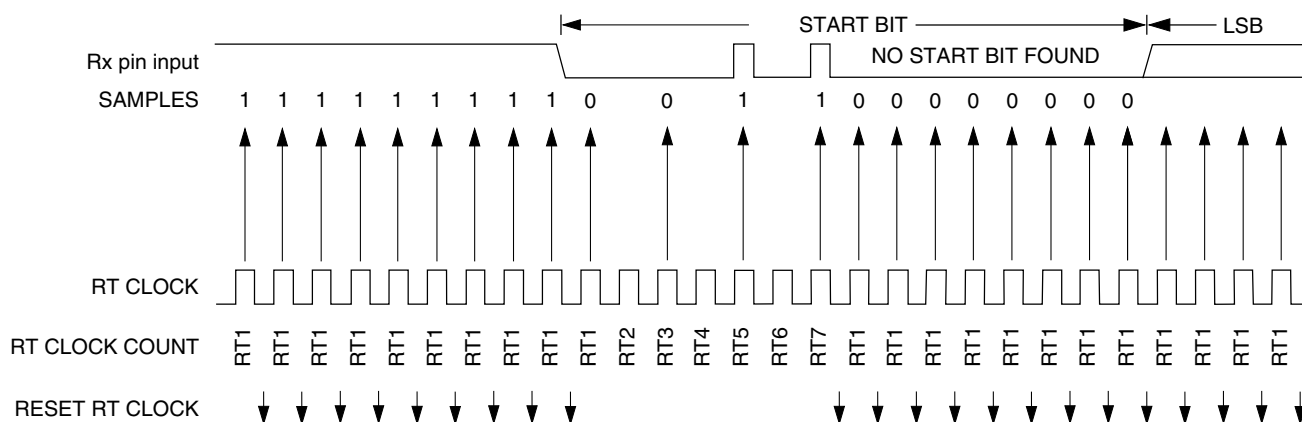 START BIT LSB
Rx pin input NO START BIT FOUND
SAMPLES 1 1 1 1 1 1 1 1 1 0 0 1 1 0 0 0 0 0 0 0 0
RT CLOCK
RT CLOCK COUNT RT1 RT1 RT1 RT1 RT1 RT1 RT1 RT1 RT1 RT1 RT2 RT3 RT4 RT5 RT6 RT7 RT1 RT1 RT1 RT1 RT1 RT1 RT1 RT1 RT1 RT1 RT1 RT1
RESET RT CLOCK